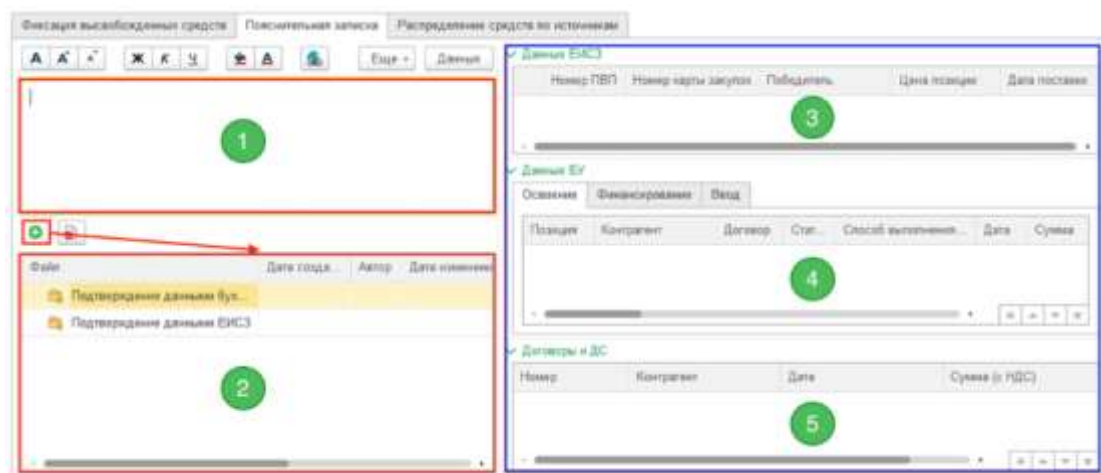 Фиксация высвобожденных средств Пояснительная записка Распределение средств по источникам
А А А Ж К Ч А Еще Данные
1
Файл Дата созда... Автор Дата изменения
Подтверждение данными бух...
Подтверждение данными ЕИСЗ
2
Данные ЕИСЗ
Номер ПВП Номер карты закупок Победитель Цена позиции Дата поставки
3
Данные БУ
Освоение Финансирование Ввод
Позиция Контрагент Договор Стат... Способ выполнения... Дата Сумма
4
Договоры и ДС
Номер Контрагент Дата Сумма (с НДС)
5